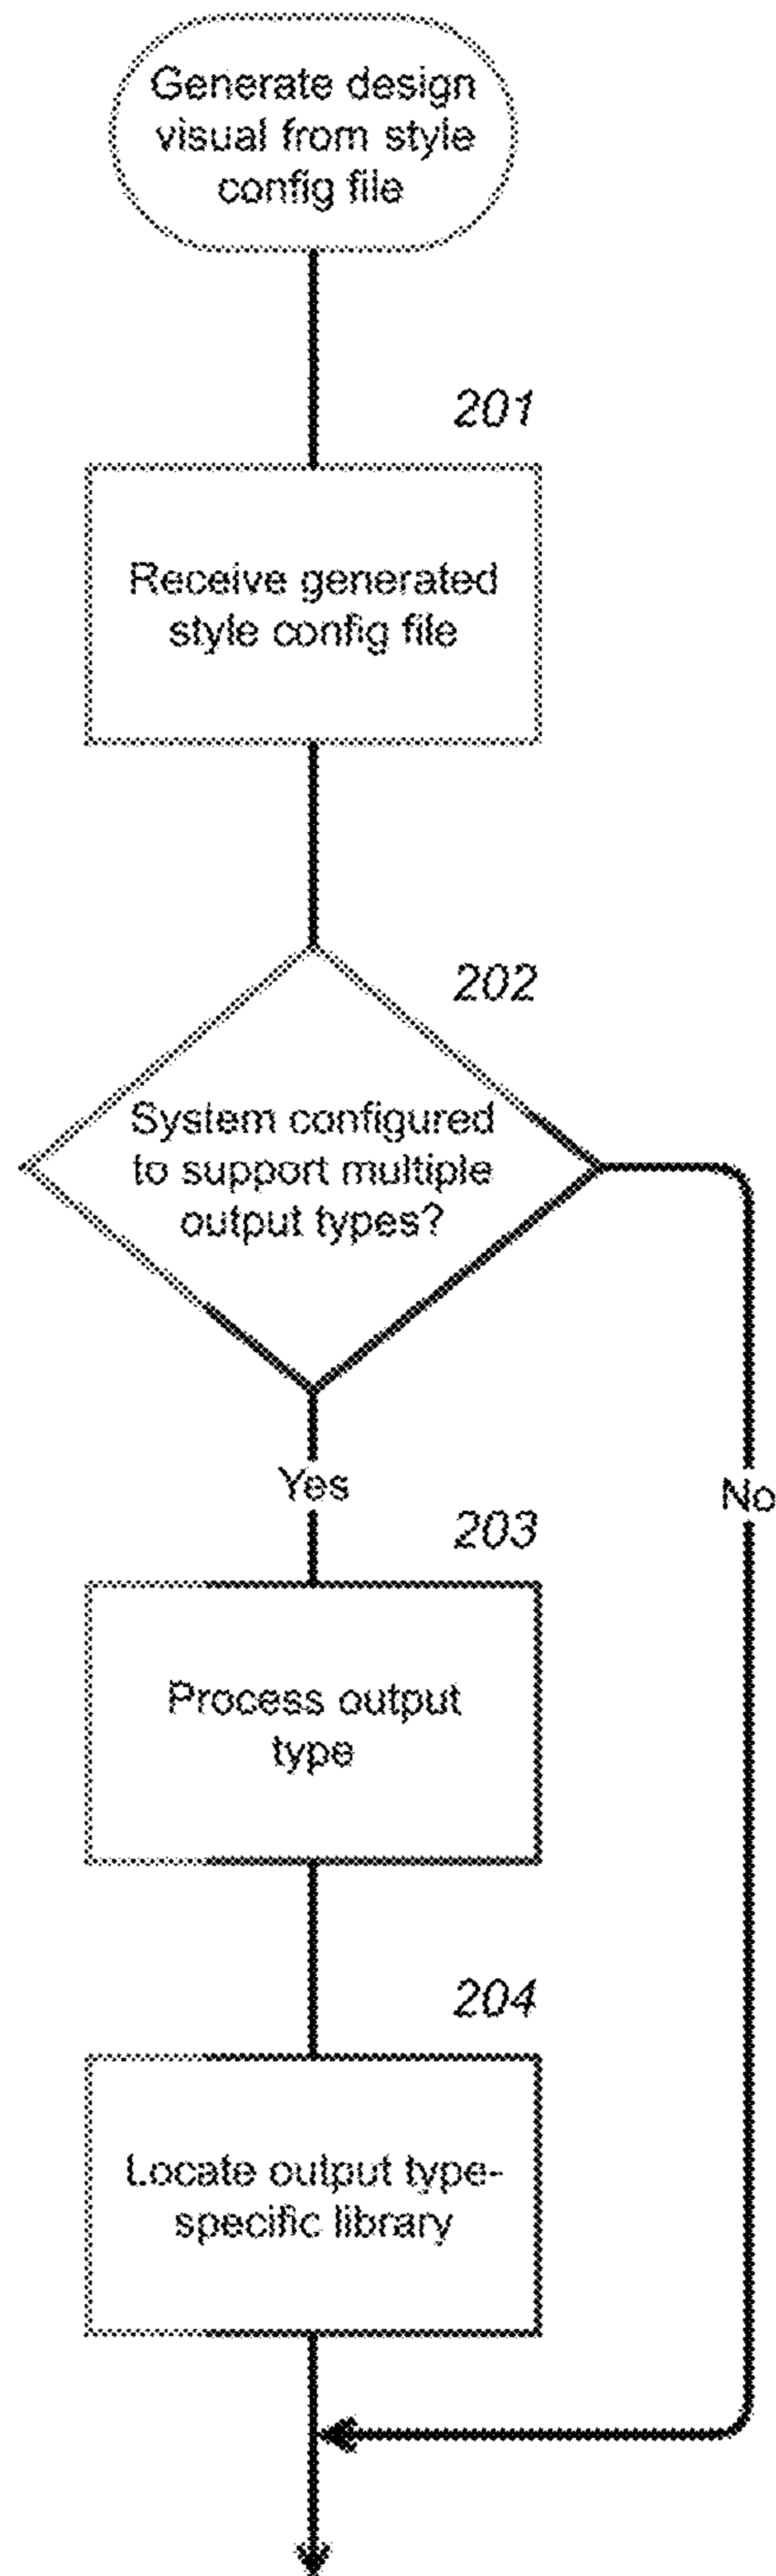 Generate design
visual from style
config file
201
Receive generated
style config file
202
System configured
to support multiple
output types?
Yes
No
203
Process output
type
204
Locate output type-
specific library